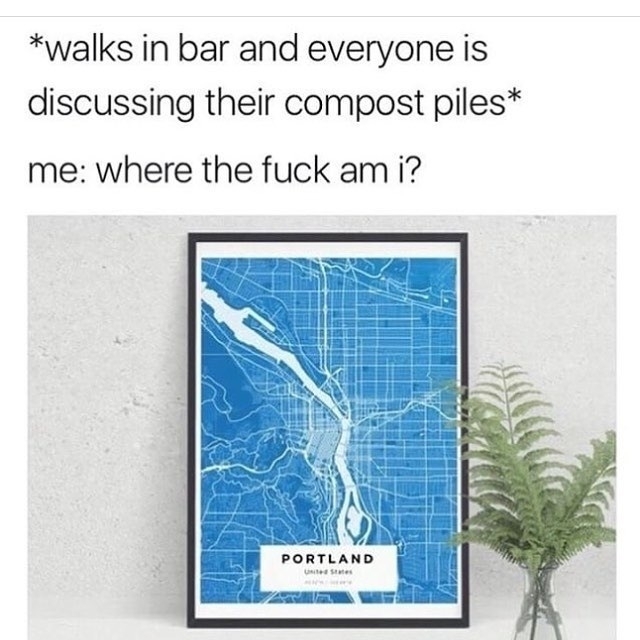 *walks in bar and everyone is
discussing their compost piles*
me: where the fuck am i?
PORTLAND
United States